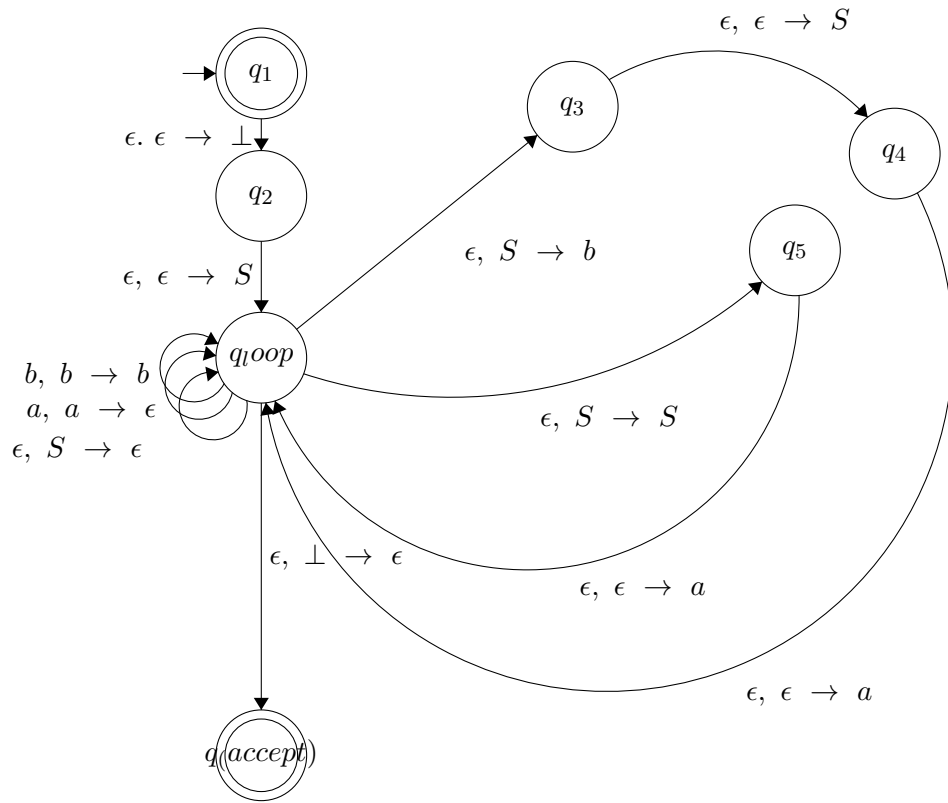 ϵ, ϵ → S
q₁
q₃
ϵ. ϵ → ⊥
q₄
q₂
ϵ, S → b
q₅
ϵ, ϵ → S
qₗoop
b, b → b
a, a → ϵ
ϵ, S → S
ϵ, S → ϵ
ϵ, ⊥ → ϵ
ϵ, ϵ → a
ϵ, ϵ → a
q₍accept)